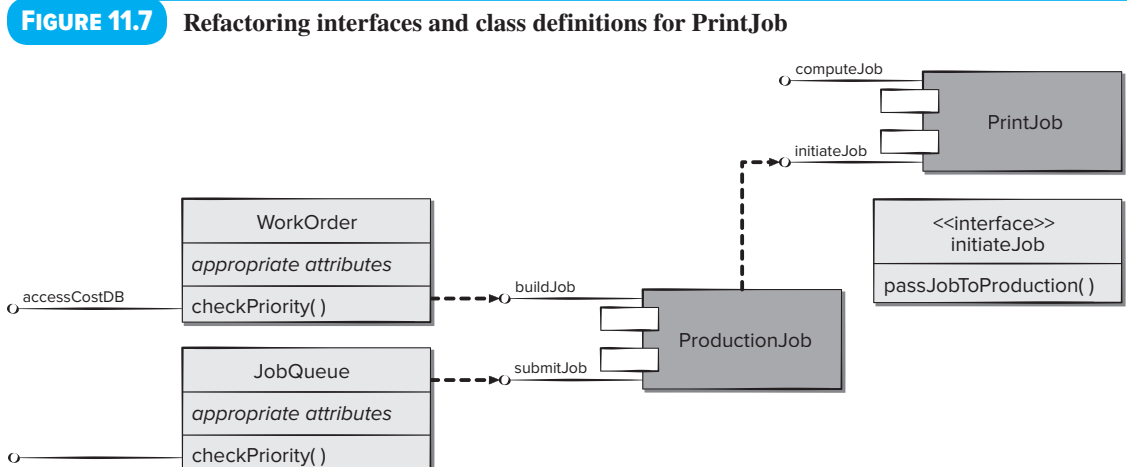 FIGURE 11.7 Refactoring interfaces and class definitions for PrintJob
computeJob
PrintJob
initiateJob
<<interface>>
initiateJob
passJobToProduction( )
WorkOrder
appropriate attributes
checkPriority( )
accessCostDB
buildJob
ProductionJob
submitJob
JobQueue
appropriate attributes
checkPriority( )